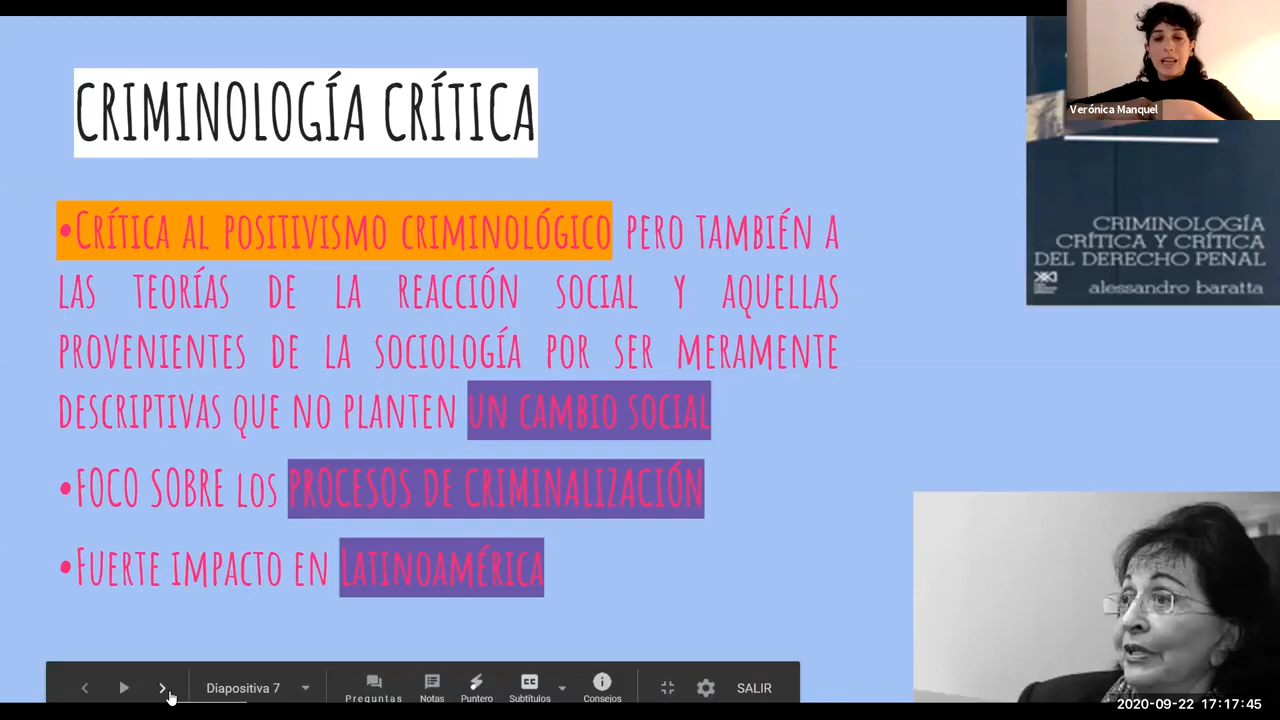 CRIMINOLOGÍA CRÍTICA
Verónica Manquel
•CRÍTICA AL POSITIVISMO CRIMINOLÓGICO PERO TAMBIÉN A
LAS TEORÍAS DE LA REACCIÓN SOCIAL Y AQUELLAS
PROVENIENTES DE LA SOCIOLOGÍA POR SER MERAMENTE
DESCRIPTIVAS QUE NO PLANTEN UN CAMBIO SOCIAL
•FOCO SOBRE LOS PROCESOS DE CRIMINALIZACIÓN
•FUERTE IMPACTO EN LATINOAMÉRICA
CRIMINOLOGÍA
CRÍTICA Y CRÍTICA
DEL DERECHO PENAL
alessandro baratta
Diapositiva 7
Preguntas
Notas
Puntero
CC
Subtítulos
Consejos
SALIR
2020-09-22 17:17:45